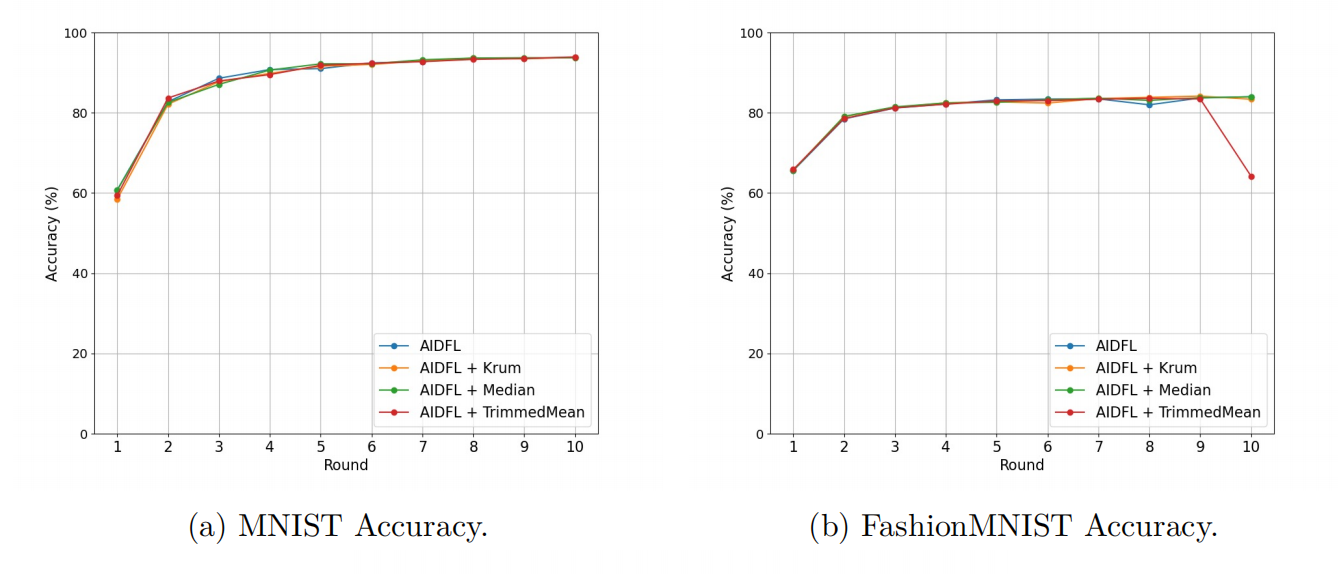 100
80
60
40
20
0
Accuracy (%)
AIDFL
AIDFL + Krum
AIDFL + Median
AIDFL + TrimmedMean
1 2 3 4 5 6 7 8 9 10
Round
(a) MNIST Accuracy.
100
80
60
40
20
0
Accuracy (%)
AIDFL
AIDFL + Krum
AIDFL + Median
AIDFL + TrimmedMean
1 2 3 4 5 6 7 8 9 10
Round
(b) FashionMNIST Accuracy.